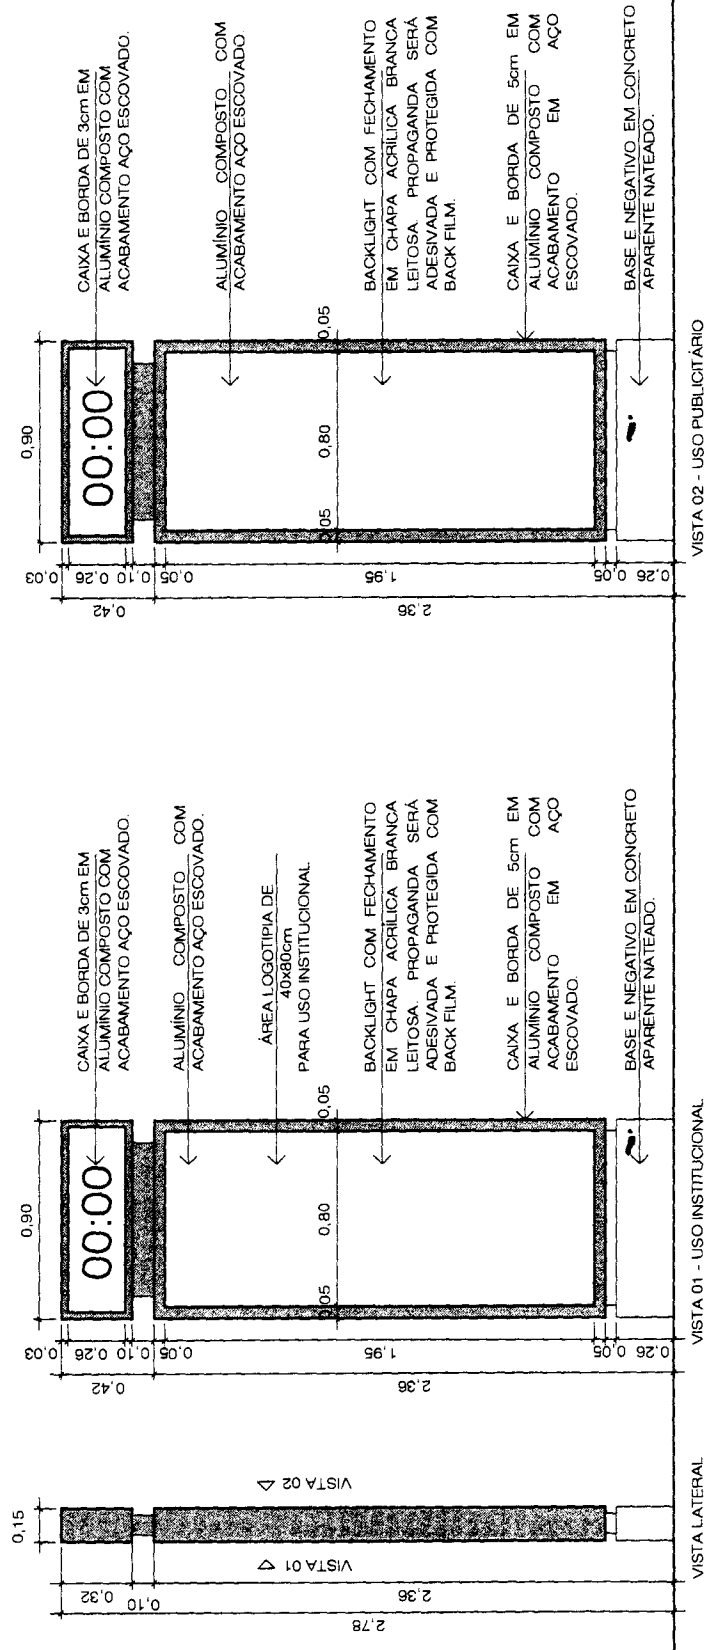 VISTA LATERAL
0,15
VISTA 01
VISTA 02
0,32
0,10
2,36
2,78
VISTA 01 - USO INSTITUCIONAL
0,90
00:00
0,03
0,26
0,10
0,05
1,95
0,05
0,26
0,42
2,36
0,05
0,80
0,05
CAIXA E BORDA DE 3cm EM
ALUMÍNIO COMPOSTO COM
ACABAMENTO AÇO ESCOVADO.
ALUMÍNIO COMPOSTO COM
ACABAMENTO AÇO ESCOVADO.
ÁREA LOGOTIPIA DE
40x80cm
PARA USO INSTITUCIONAL
BACKLIGHT COM FECHAMENTO
EM CHAPA ACRÍLICA BRANCA
LEITOSA. PROPAGANDA SERÁ
ADESIVADA E PROTEGIDA COM
BACK FILM.
CAIXA E BORDA DE 5cm EM
ALUMÍNIO COMPOSTO COM
ACABAMENTO EM AÇO
ESCOVADO.
BASE E NEGATIVO EM CONCRETO
APARENTE NATEADO.
VISTA 02 - USO PUBLICITÁRIO
0,90
00:00
0,03
0,26
0,10
0,05
1,95
0,05
0,26
0,42
2,36
0,05
0,80
0,05
CAIXA E BORDA DE 3cm EM
ALUMÍNIO COMPOSTO COM
ACABAMENTO AÇO ESCOVADO.
ALUMÍNIO COMPOSTO COM
ACABAMENTO AÇO ESCOVADO
BACKLIGHT COM FECHAMENTO
EM CHAPA ACRÍLICA BRANCA
LEITOSA. PROPAGANDA SERÁ
ADESIVADA E PROTEGIDA COM
BACK FILM.
CAIXA E BORDA DE 5cm EM
ALUMÍNIO COMPOSTO COM
ACABAMENTO EM AÇO
ESCOVADO.
BASE E NEGATIVO EM CONCRETO
APARENTE NATEADO.